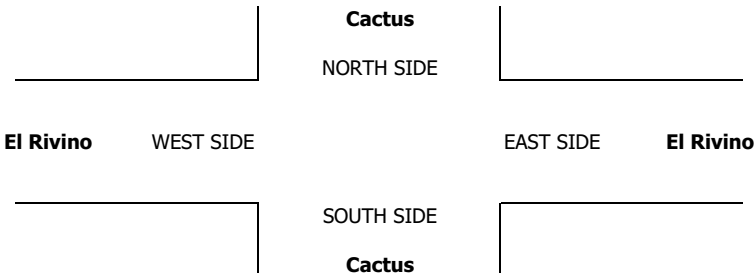 Cactus
NORTH SIDE
El Rivino WEST SIDE EAST SIDE El Rivino
SOUTH SIDE
Cactus